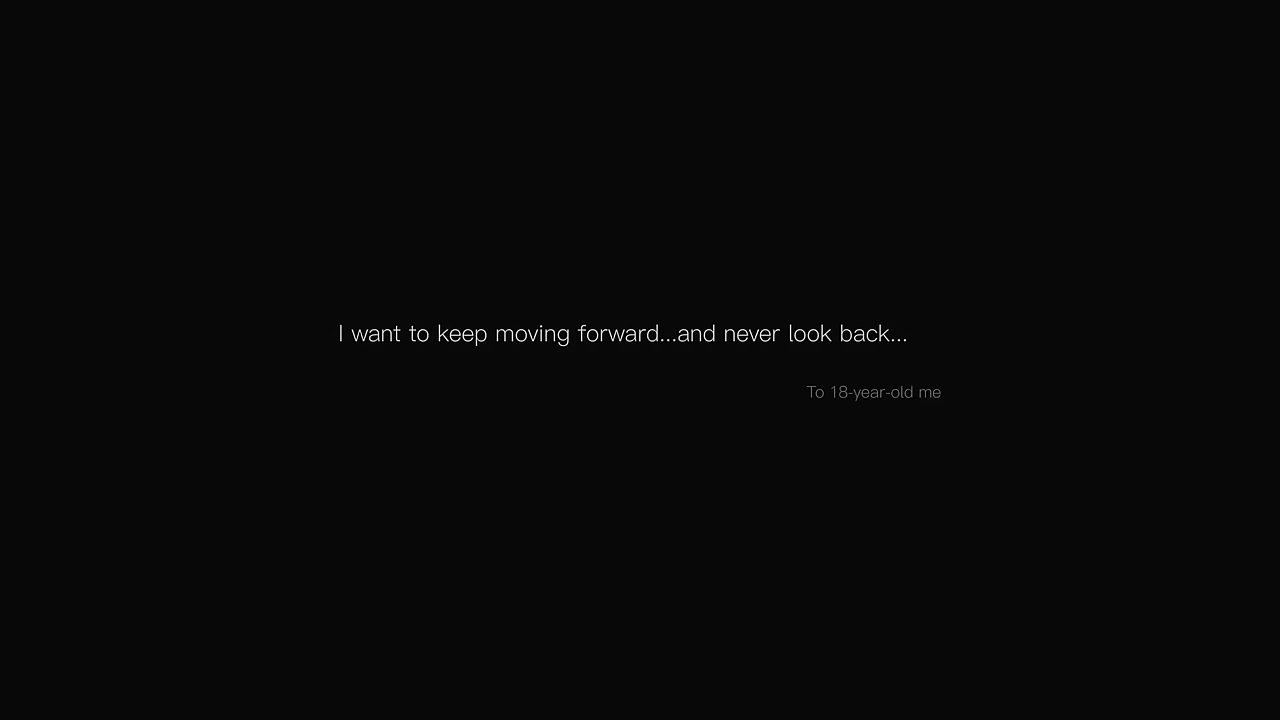 I want to keep moving forward...and never look back...
To 18-year-old me